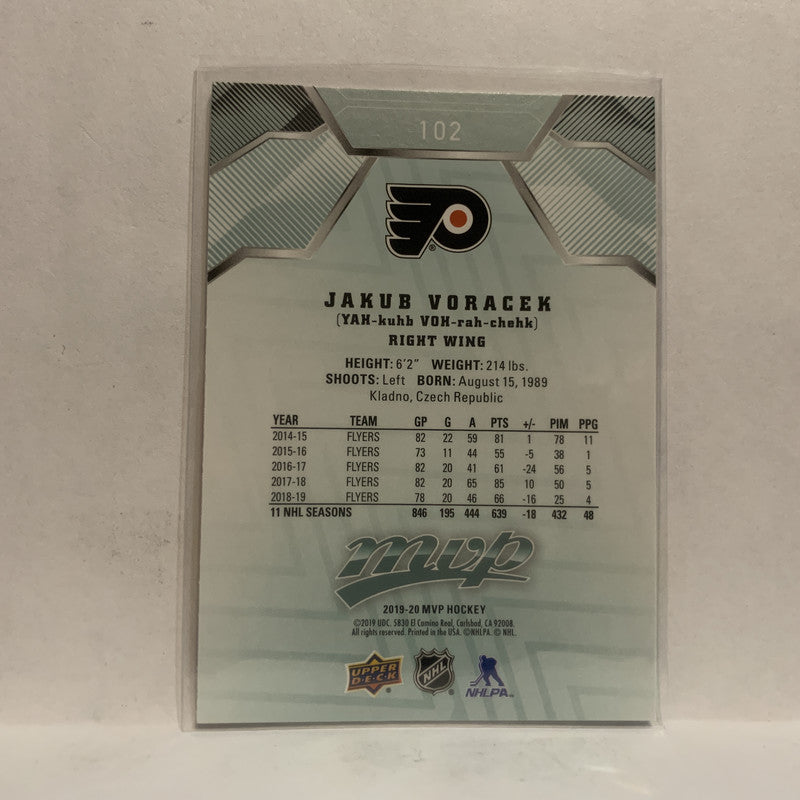 102
JAKUB VORACEK
(YAH-kuhb VOH-rah-chehk)
RIGHT WING
HEIGHT: 6'2" WEIGHT: 214 lbs.
SHOOTS: Left BORN: August 15, 1989
Kladno, Czech Republic
YEAR TEAM GP G A PTS +/- PIM PPG
2014-15 FLYERS 82 22 59 81 1 78 11
2015-16 FLYERS 73 11 44 55 -5 38 1
2016-17 FLYERS 82 20 41 61 -24 56 5
2017-18 FLYERS 82 20 65 85 10 50 5
2018-19 FLYERS 78 20 46 66 -16 25 4
11 NHL SEASONS 846 195 444 639 -18 432 48
mvp
2019-20 MVP HOCKEY
©2019 UDC. 5830 El Camino Real, Carlsbad, CA 92008.
All rights reserved. Printed in the USA. ©NHLPA. © NHL.
UPPER DECK NHL NHLPA